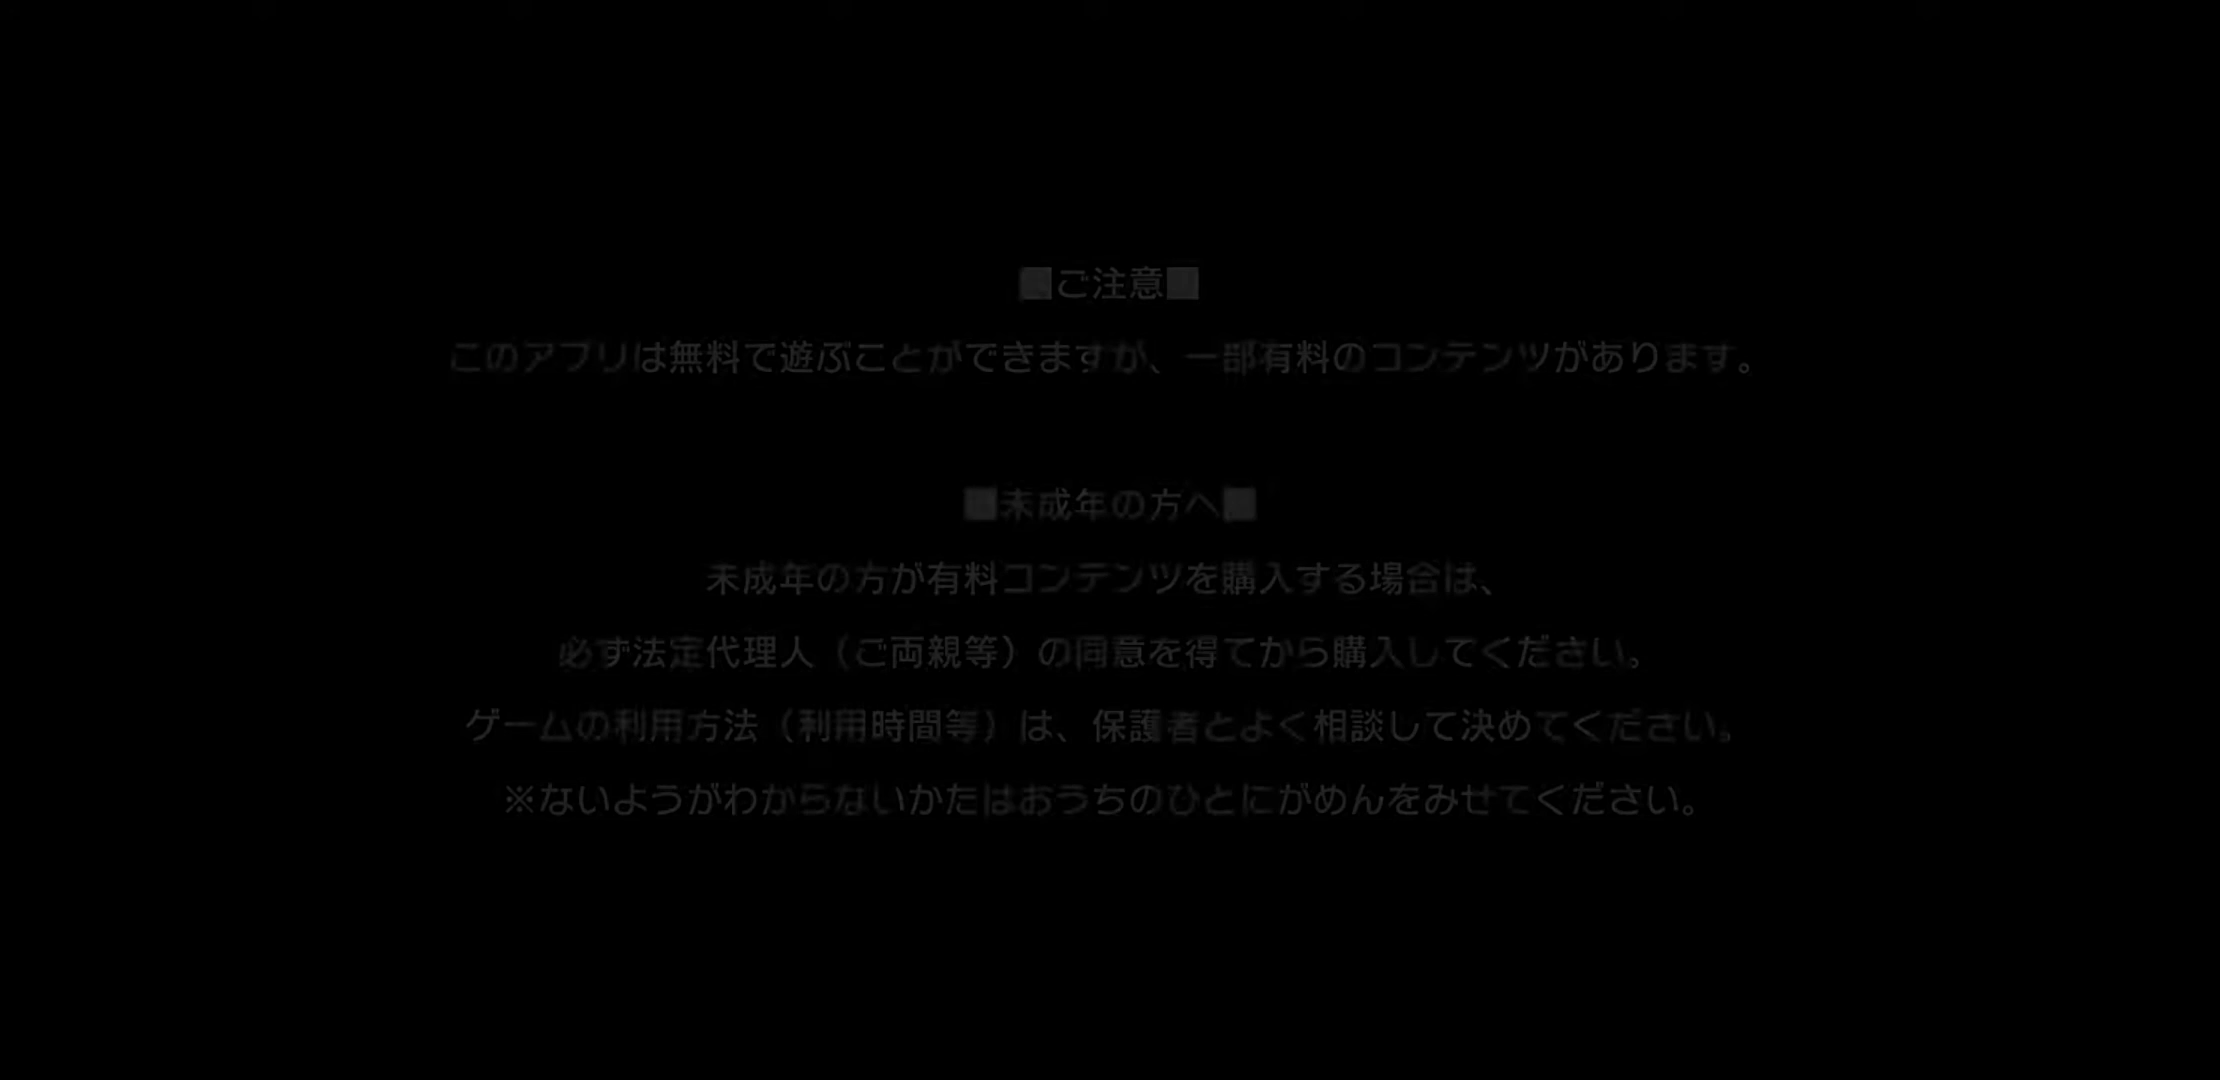 ■ご注意■
このアプリは無料で遊ぶことができますが、一部有料のコンテンツがあります。
■未成年の方へ■
未成年の方が有料コンテンツを購入する場合は、
必ず法定代理人（ご両親等）の同意を得てから購入してください。
ゲームの利用方法（利用時間等）は、保護者とよく相談して決めてください。
※ないようがわからないかたはおうちのひとにがめんをみせてください。